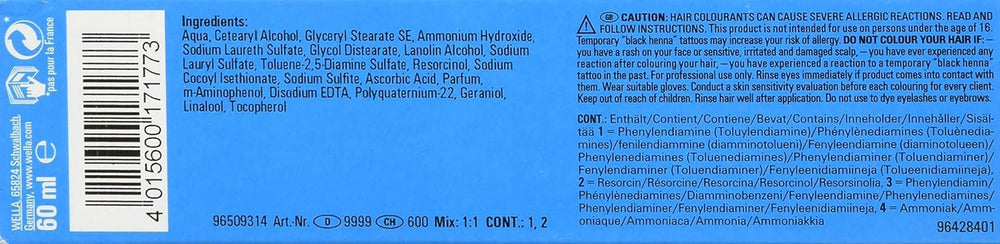 *pas pour la France
WELLA, 65824 Schwalbach,
Germany, www.wella.com
60 ml e
4 015600 171773
Ingredients:
Aqua, Cetearyl Alcohol, Glyceryl Stearate SE, Ammonium Hydroxide,
Sodium Laureth Sulfate, Glycol Distearate, Lanolin Alcohol, Sodium
Lauryl Sulfate, Toluene-2,5-Diamine Sulfate, Resorcinol, Sodium
Cocoyl Isethionate, Sodium Sulfite, Ascorbic Acid, Parfum,
m-Aminophenol, Disodium EDTA, Polyquaternium-22, Geraniol,
Linalool, Tocopherol
96509314 Art.-Nr. D 9999 CH 600 Mix: 1:1 CONT.: 1, 2
GB CAUTION: HAIR COLOURANTS CAN CAUSE SEVERE ALLERGIC REACTIONS. READ AND
FOLLOW INSTRUCTIONS. This product is not intended for use on persons under the age of 16.
Temporary "black henna" tattoos may increase your risk of allergy. DO NOT COLOUR YOUR HAIR IF: –
you have a rash on your face or sensitive, irritated and damaged scalp, – you have ever experienced any
reaction after colouring your hair, – you have experienced a reaction to a temporary "black henna"
tattoo in the past. For professional use only. Rinse eyes immediately if product comes into contact with
them. Wear suitable gloves. Conduct a skin sensitivity evaluation before each colouring for every client.
Keep out of reach of children. Rinse hair well after application. Do not use to dye eyelashes or eyebrows.
CONT.: Enthält/Contient/Contiene/Bevat/Contains/Inneholder/Innehåller/Sisäl-
tää 1 = Phenylendiamine (Toluylendiamine)/Phénylènediamines (Toluènedia-
mines)/fenilendiammine (diamminotolueni)/Fenyleendiamine (diaminotolueen)/
Phenylenediamines (Toluenediamines)/Phenylendiaminer (Toluendiaminer)/
Fenylendiaminer (Toluendiaminer)/Fenyleenidiamiineja (Tolueenidiamiineja),
2 = Resorcin/Résorcine/Resorcina/Resorcinol/Resorsinolia, 3 = Phenylendiamin/
Phénylènediamines/Diamminobenzeni/Fenyleendiamine/Phenylenediamines/
Phenylendiaminer/Fenylendiaminer/Fenyleenidiamiineja, 4 = Ammoniak/Amm-
oniaque/Ammoniaca/Ammonia/Ammoniakkia
96428401